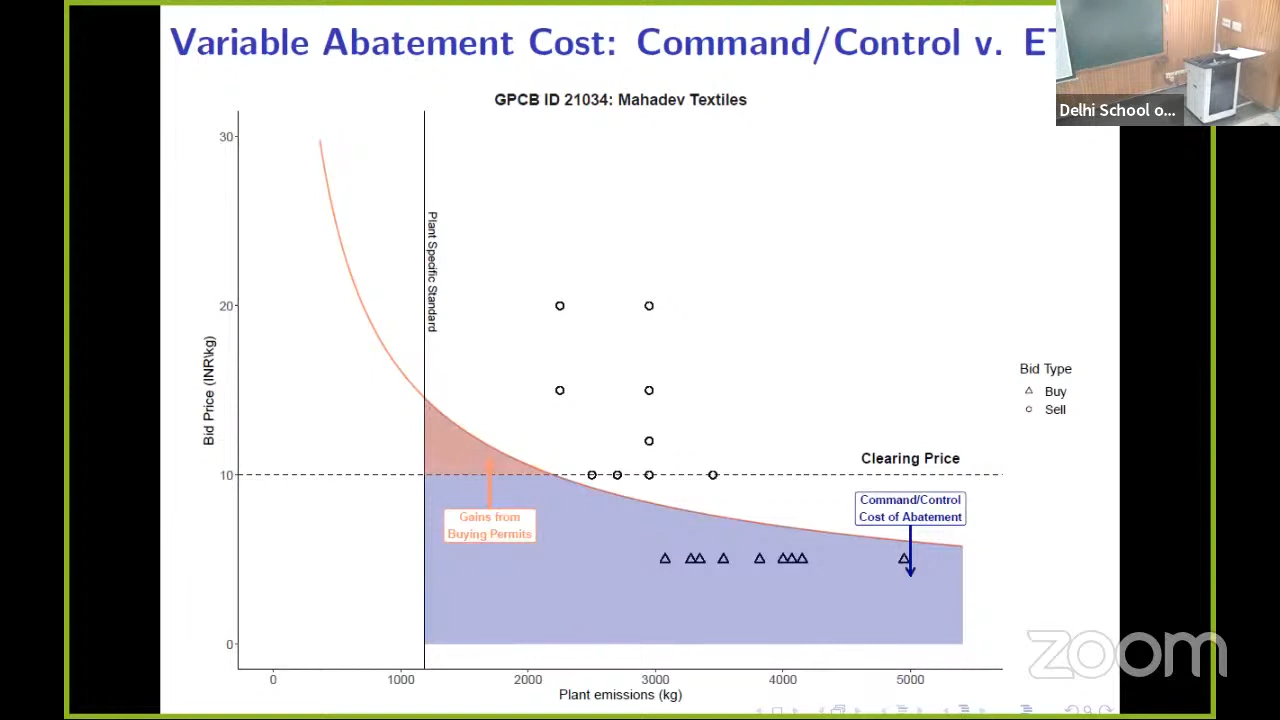 Variable Abatement Cost: Command/Control v.
Delhi School o...
GPCB ID 21034: Mahadev Textiles
30
20
10
0
Bid Price (INR\kg)
Plant Specific Standard
Bid Type
Buy
Sell
Clearing Price
Command/Control
Cost of Abatement
Gains from
Buying Permits
0
1000
2000
3000
4000
5000
Plant emissions (kg)
zoom